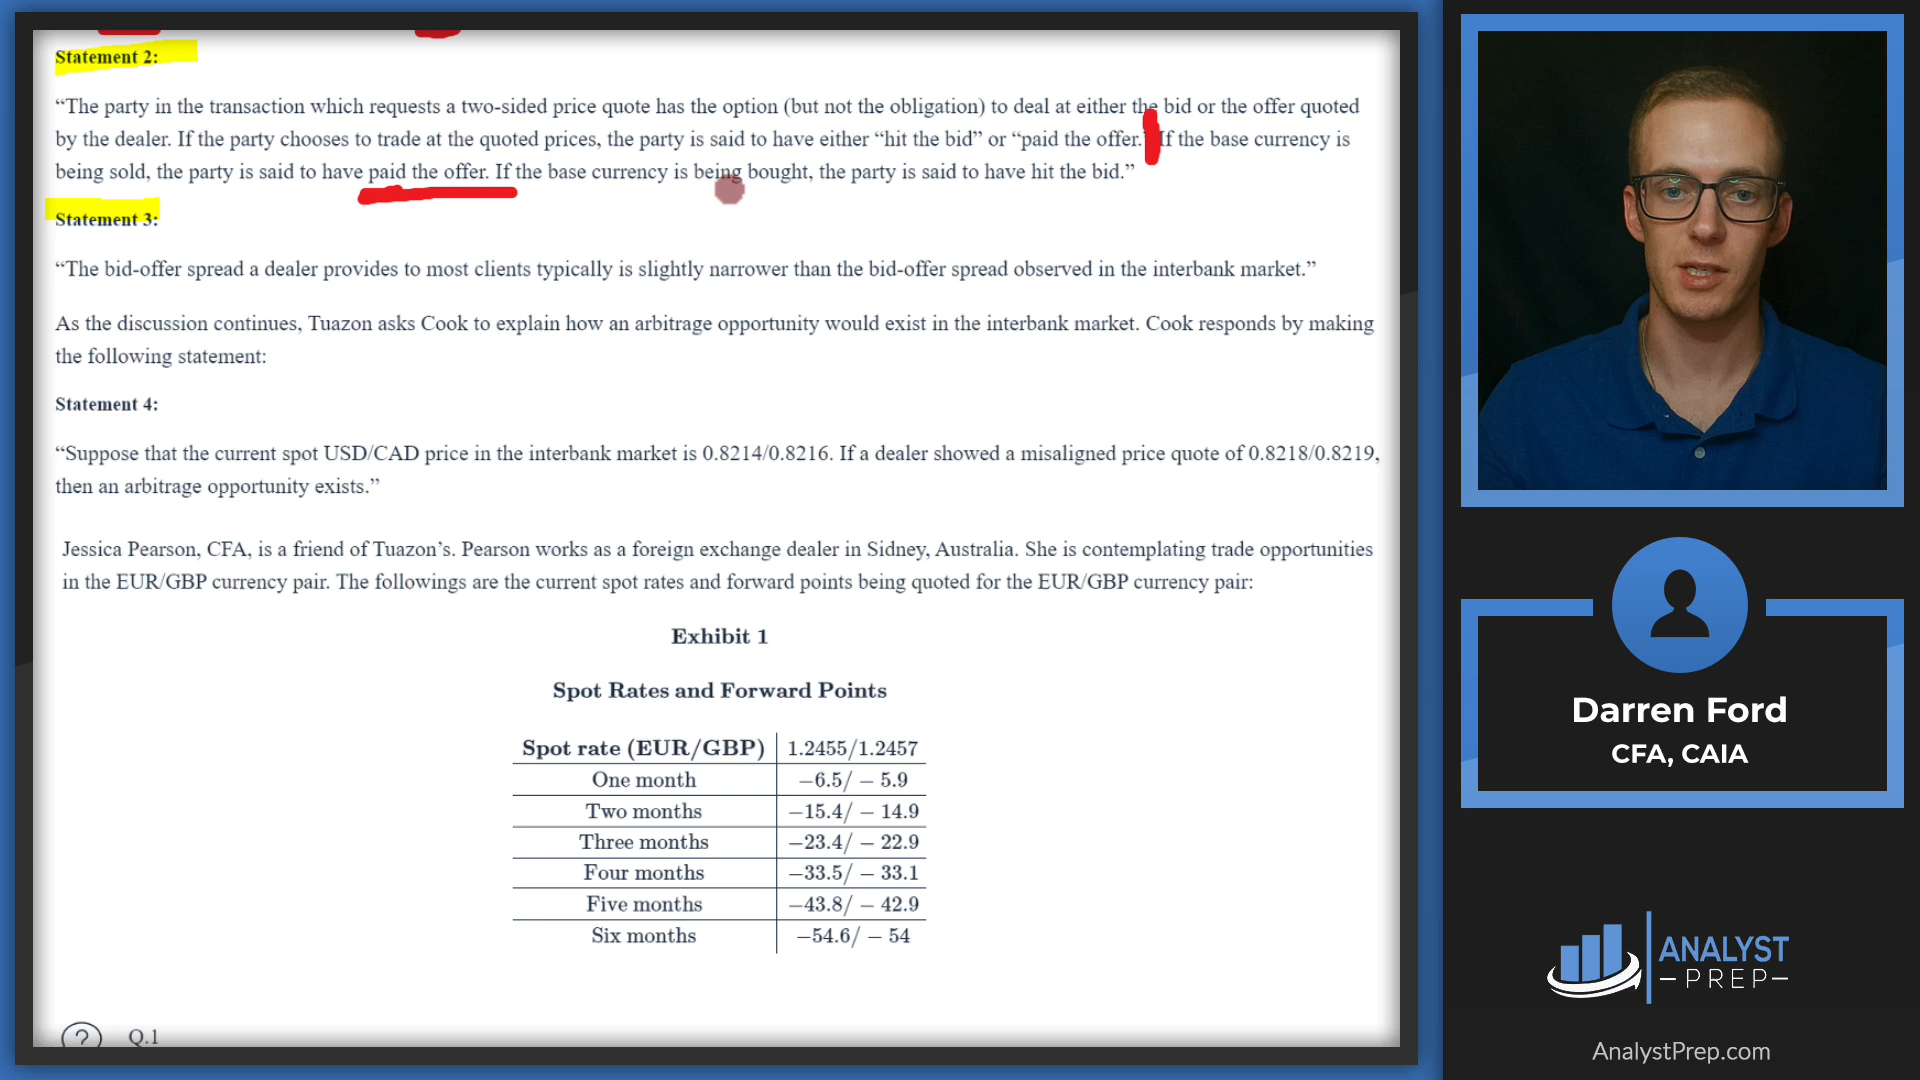 Statement 2:
“The party in the transaction which requests a two-sided price quote has the option (but not the obligation) to deal at either the bid or the offer quoted
by the dealer. If the party chooses to trade at the quoted prices, the party is said to have either “hit the bid” or “paid the offer.” If the base currency is
being sold, the party is said to have paid the offer. If the base currency is being bought, the party is said to have hit the bid.”
Statement 3:
“The bid-offer spread a dealer provides to most clients typically is slightly narrower than the bid-offer spread observed in the interbank market.”
As the discussion continues, Tuazon asks Cook to explain how an arbitrage opportunity would exist in the interbank market. Cook responds by making
the following statement:
Statement 4:
“Suppose that the current spot USD/CAD price in the interbank market is 0.8214/0.8216. If a dealer showed a misaligned price quote of 0.8218/0.8219,
then an arbitrage opportunity exists.”
Jessica Pearson, CFA, is a friend of Tuazon’s. Pearson works as a foreign exchange dealer in Sidney, Australia. She is contemplating trade opportunities
in the EUR/GBP currency pair. The followings are the current spot rates and forward points being quoted for the EUR/GBP currency pair:
Exhibit 1
Spot Rates and Forward Points
Spot rate (EUR/GBP) 1.2455/1.2457
One month −6.5/ − 5.9
Two months −15.4/ − 14.9
Three months −23.4/ − 22.9
Four months −33.5/ − 33.1
Five months −43.8/ − 42.9
Six months −54.6/ − 54
? Q.1
Darren Ford
CFA, CAIA
ANALYST
PREP
AnalystPrep.com